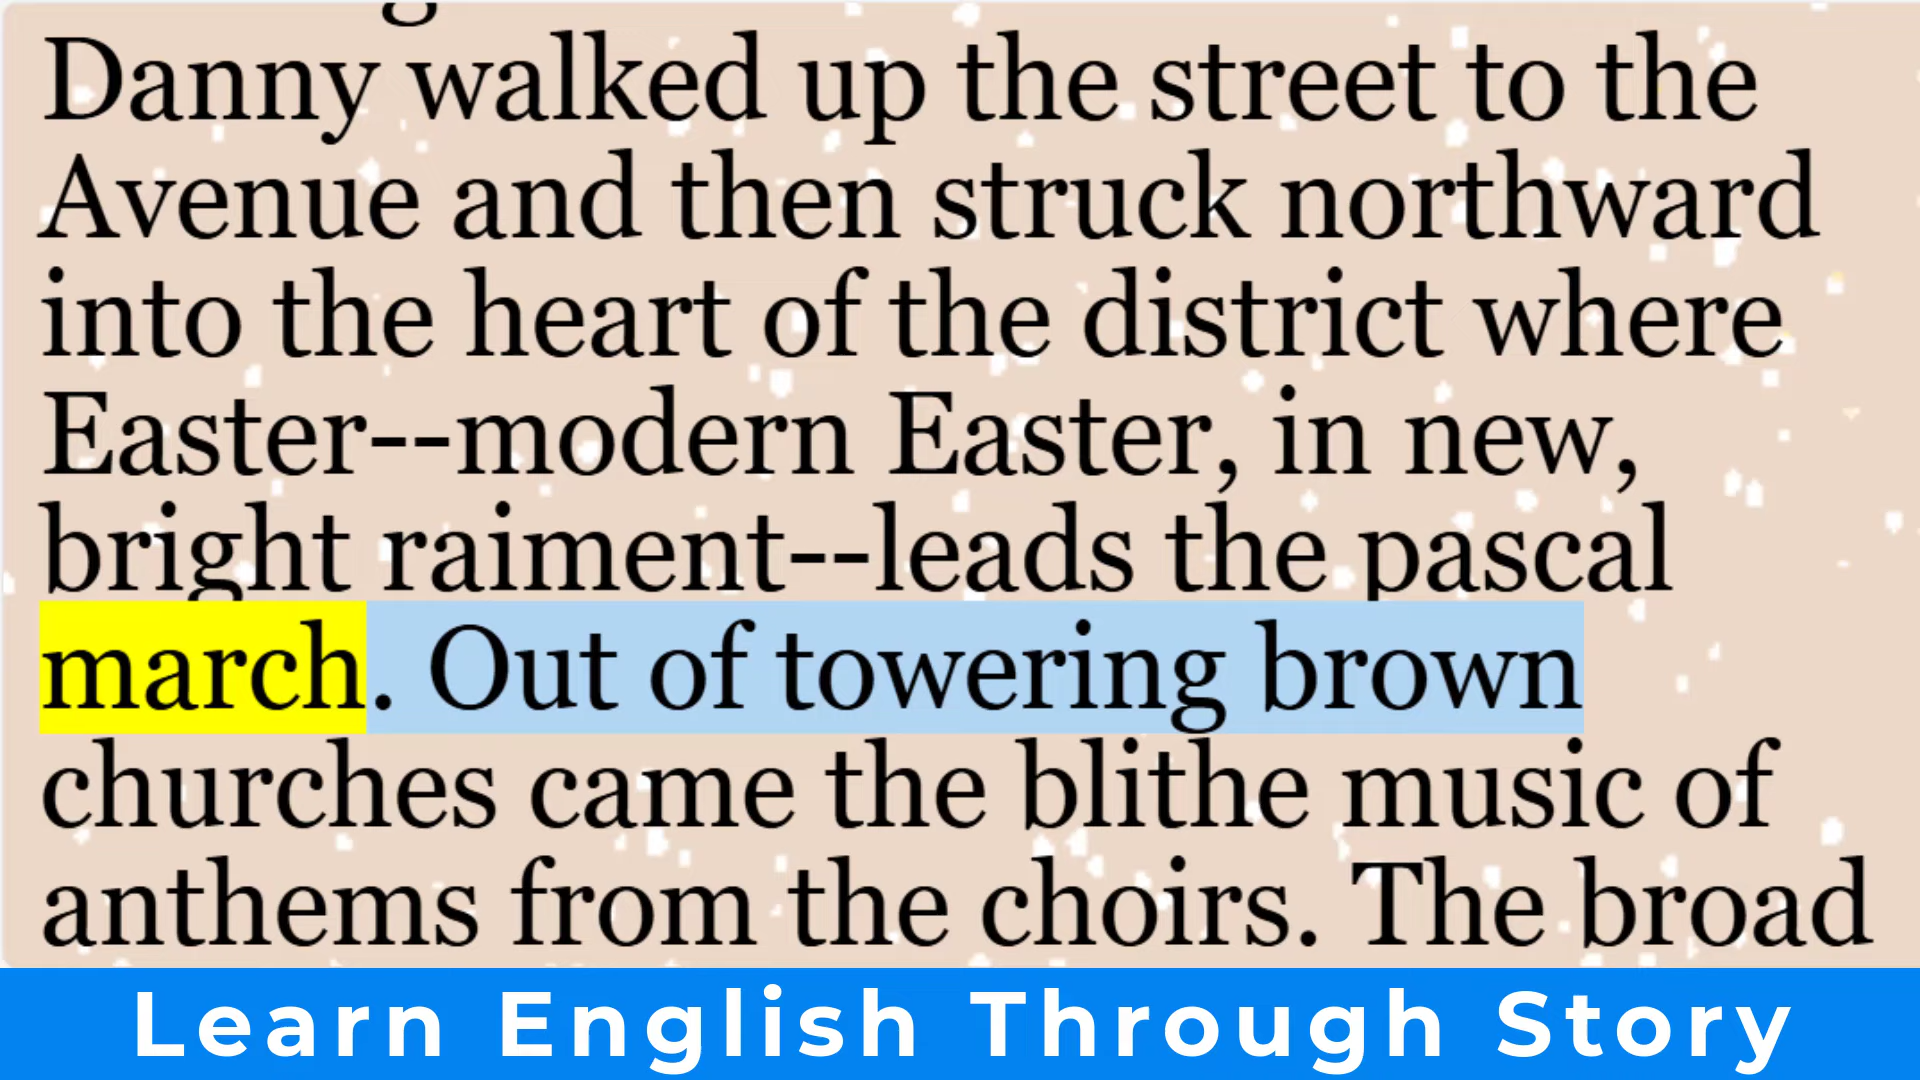 Danny walked up the street to the
Avenue and then struck northward
into the heart of the district where
Easter--modern Easter, in new,
bright raiment--leads the pascal
march. Out of towering brown
churches came the blithe music of
anthems from the choirs. The broad
Learn English Through Story